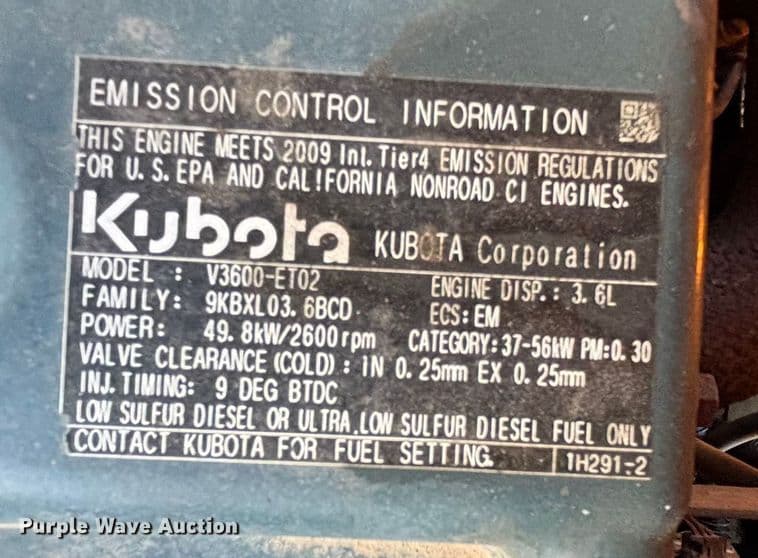 EMISSION CONTROL INFORMATION
THIS ENGINE MEETS 2009 Int. Tier4 EMISSION REGULATIONS
FOR U.S.EPA AND CALIFORNIA NONROAD CI ENGINES.
Kubota KUBOTA Corporation
MODEL : V3600-ET02 ENGINE DISP.: 3.6L
FAMILY: 9KBXL03.6BCD ECS: EM
POWER: 49.8kW/2600rpm CATEGORY:37-56kW PM:0.30
VALVE CLEARANCE (COLD) : IN 0.25mm EX 0.25mm
INJ.TIMING: 9 DEG BTDC
LOW SULFUR DIESEL OR ULTRA LOW SULFUR DIESEL FUEL ONLY
CONTACT KUBOTA FOR FUEL SETTING. 1H291-2
Purple Wave Auction